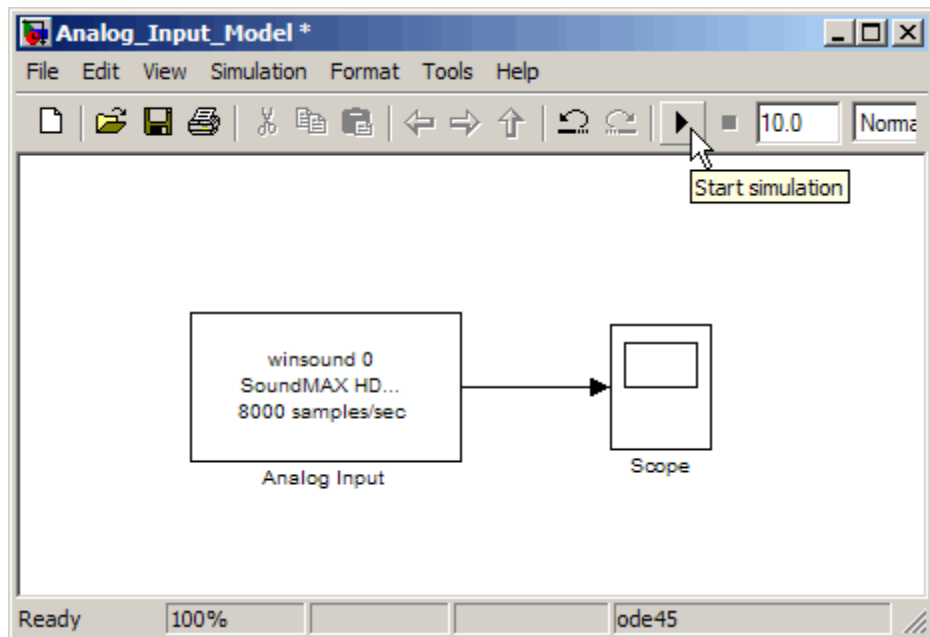 Analog_Input_Model *
File Edit View Simulation Format Tools Help
10.0 Norma
Start simulation
winsound 0
SoundMAX HD...
8000 samples/sec
Analog Input
Scope
Ready 100% ode45